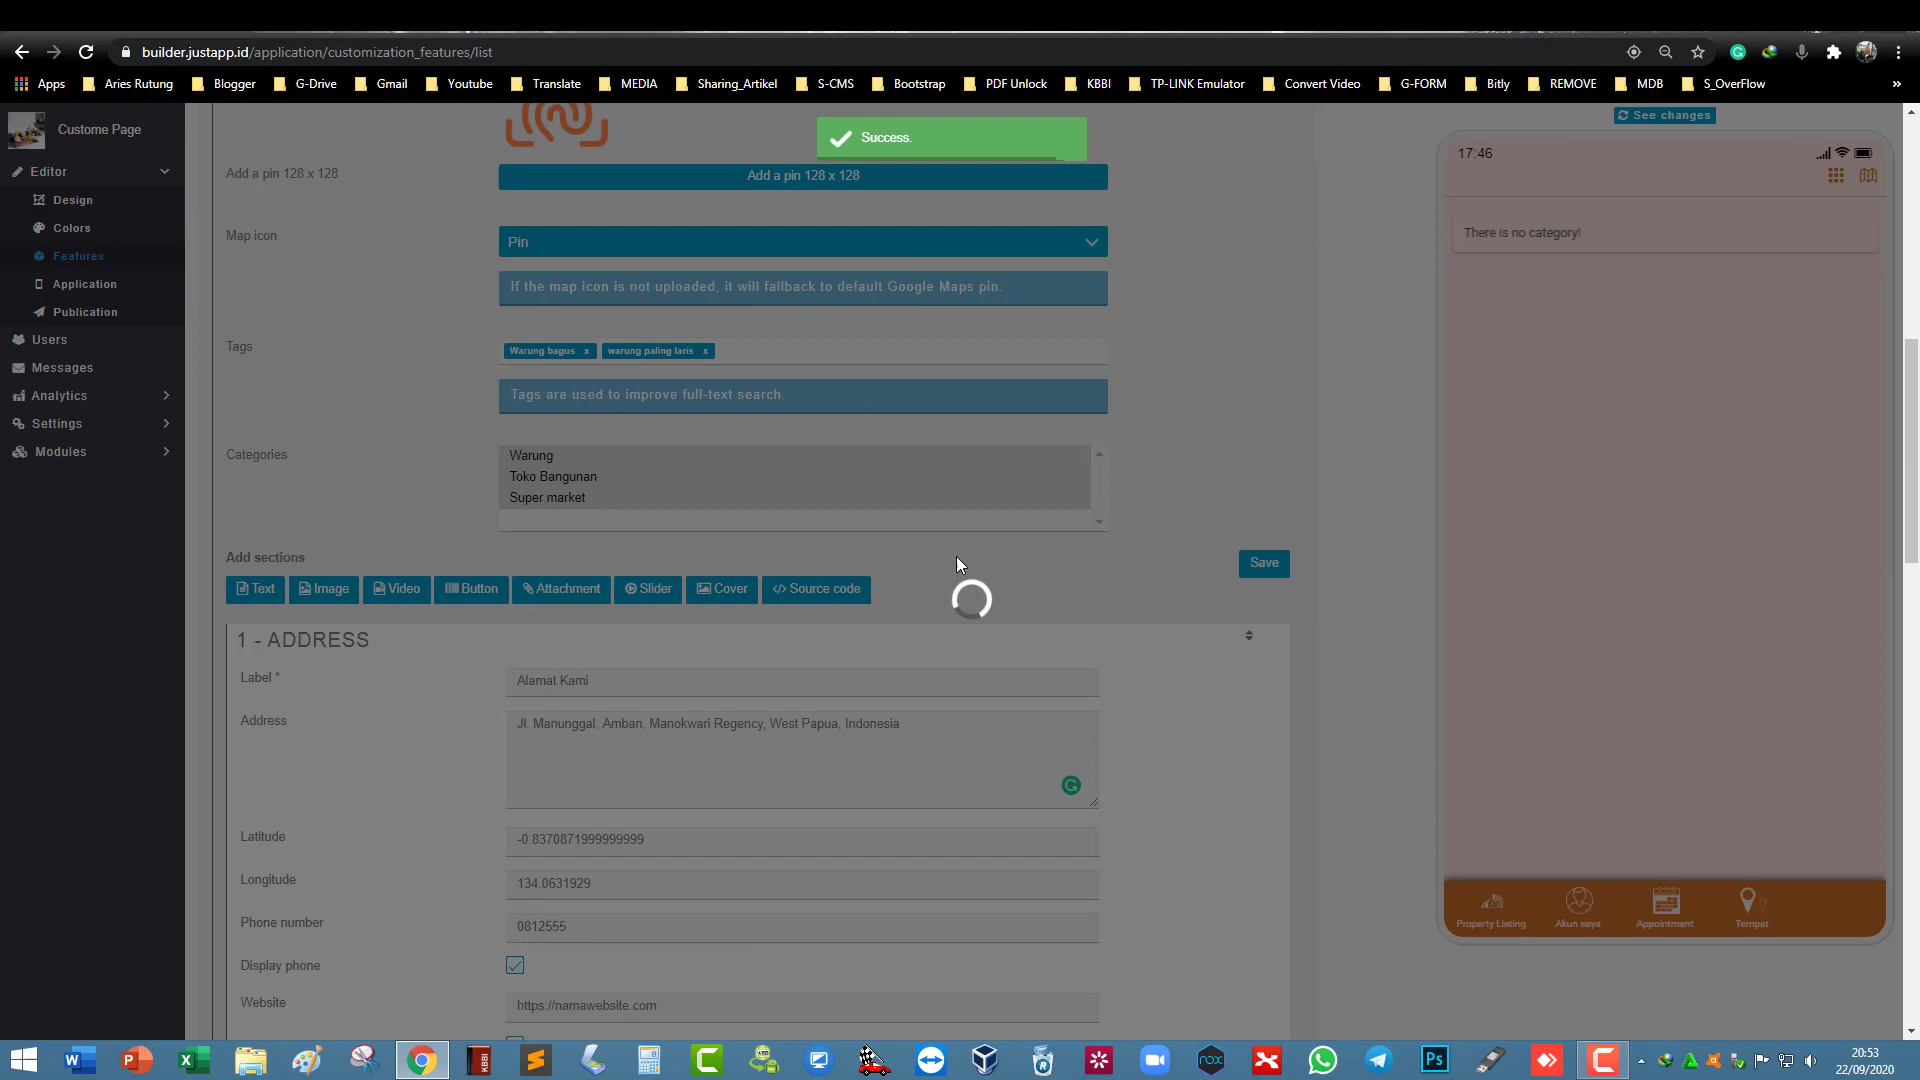 builder.justapp.id/application/customization_features/list
Apps
Aries Rutung
Blogger
G-Drive
Gmail
Youtube
Translate
MEDIA
Sharing_Artikel
S-CMS
Bootstrap
PDF Unlock
KBBI
TP-LINK Emulator
Convert Video
G-FORM
Bitly
REMOVE
MDB
S_OverFlow
»
Custome Page
Editor
Design
Colors
Features
Application
Publication
Users
Messages
Analytics
Settings
Modules
Success.
Add a pin 128 x 128
Add a pin 128 x 128
Map icon
Pin
If the map icon is not uploaded, it will fallback to default Google Maps pin.
Tags
Warung bagus x
warung paling laris x
Tags are used to improve full-text search.
Categories
Warung
Toko Bangunan
Super market
Add sections
Save
Text
Image
Video
Button
Attachment
Slider
Cover
</> Source code
1 - ADDRESS
Label *
Alamat Kami
Address
Jl. Manunggal, Amban, Manokwari Regency, West Papua, Indonesia
Latitude
-0.8370871999999999
Longitude
134.0631929
Phone number
0812555
Display phone
Website
https://namawebsite.com
See changes
17:46
There is no category!
Property Listing
Akun saya
Appointment
Tempat
KBBI
nox
Ps
20:53
22/09/2020